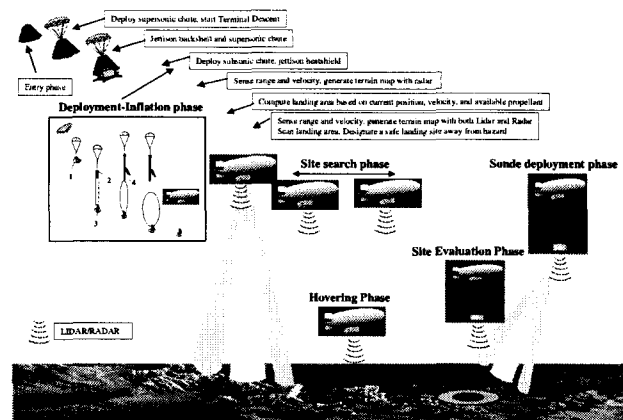 Deploy supersonic chute, start Terminal Descent
Jettison backshell and supersonic chute
Deploy subsonic chute, jettison heatshield
Entry phase
Sense range and velocity, generate terrain map with radar
Deployment-Inflation phase
Compute landing area based on current position, velocity, and available propellant
Sense range and velocity, generate terrain map with both Lidar and Radar
Scan landing area. Designate a safe landing site away from hazard
Site search phase
Sonde deployment phase
1
2
3
4
Site Evaluation Phase
Hovering Phase
LIDAR/RADAR